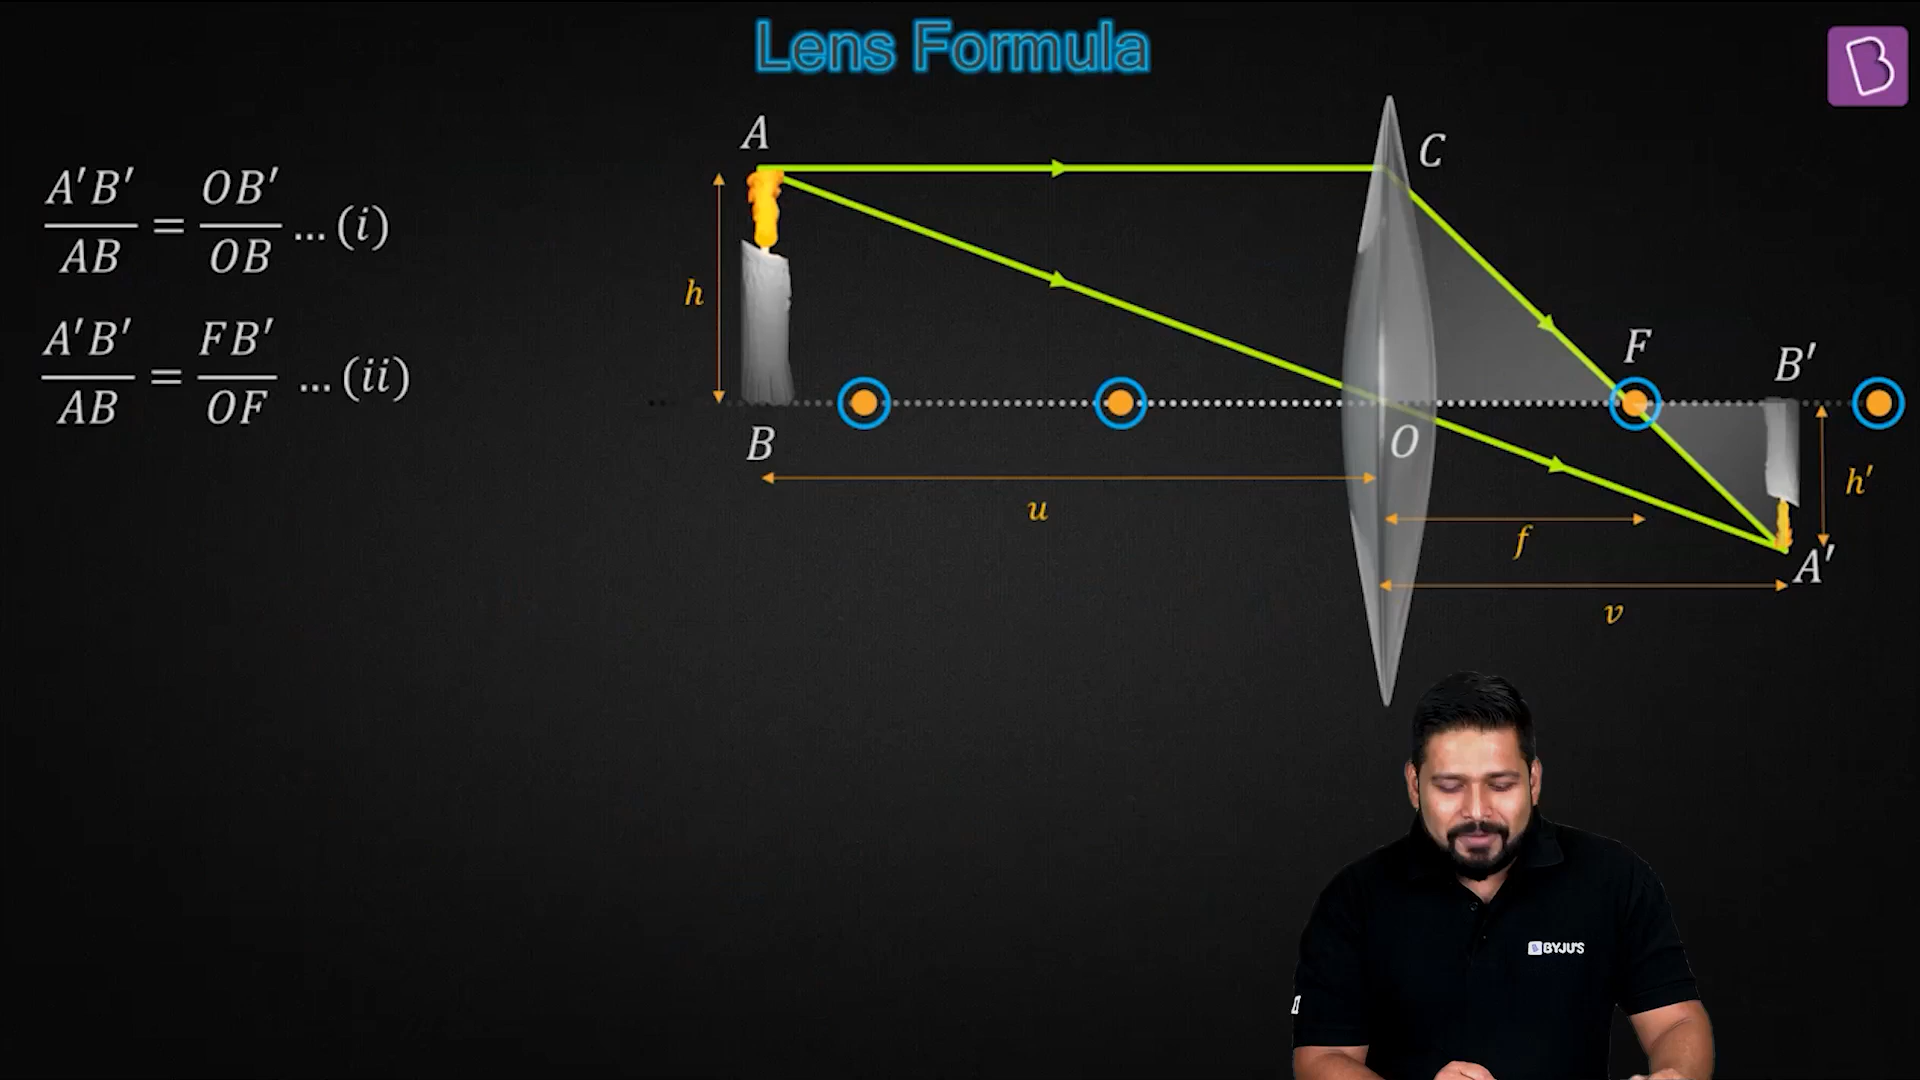 Lens Formula
B
A'B'/AB = OB'/OB ... (i)
A'B'/AB = FB'/OF ... (ii)
A
C
h
F
B'
B
O
h'
u
f
A'
v
BYJU'S